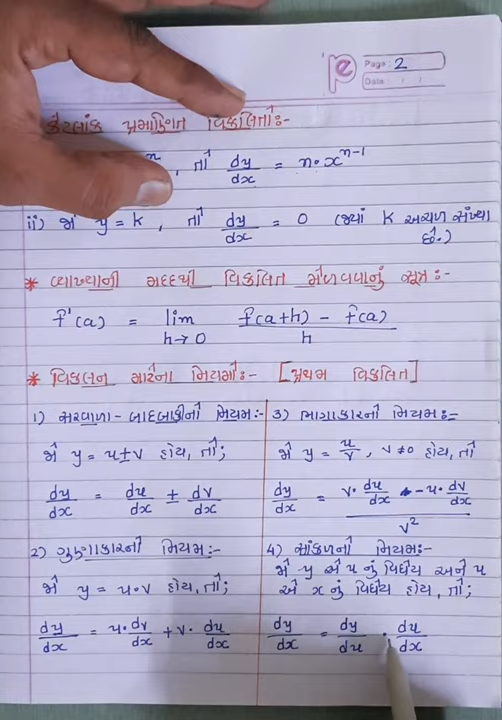 Page: 2
Date: / /
કેટલાંક પ્રમાણિત વિકલિતો:-
n , તો dy/dx = n·x^(n-1)
ii) જો y = k , તો dy/dx = 0 (જ્યાં k અચળ સંખ્યા
છે.)
* વ્યાખ્યાની મદદથી વિકલિત મેળવવાનું સૂત્ર:-
f'(a) = lim h→0 f(a+h) - f(a) / h
* વિકલન માટેના નિયમો:- [પ્રથમ વિકલિત]
1) સરવાળા - બાદબાકીનો નિયમ:-
જો y = u ± v હોય, તો;
dy/dx = du/dx ± dv/dx
2) ગુણાકારનો નિયમ:-
જો y = u·v હોય, તો;
dy/dx = u·dv/dx + v·du/dx
3) ભાગાકારનો નિયમ:-
જો y = u/v , v ≠ 0 હોય, તો
dy/dx = v·du/dx - u·dv/dx / v²
4) સાંકળનો નિયમ:-
જો y એ u નું વિધેય અને u
એ x નું વિધેય હોય, તો;
dy/dx = dy/du · du/dx